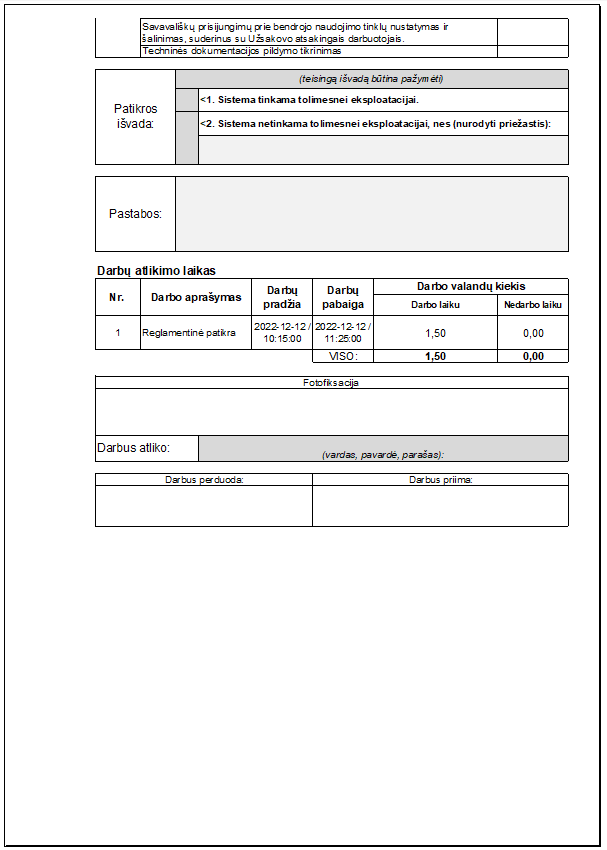 Savavališkų prisijungimų prie bendrojo naudojimo tinklų nustatymas ir
šalinimas, suderinus su Užsakovo atsakingais darbuotojais.
Techninės dokumentacijos pildymo tikrinimas
(teisingą išvadą būtina pažymėti)
Patikros
išvada:
<1. Sistema tinkama tolimesnei eksploatacijai.
<2. Sistema netinkama tolimesnei eksploatacijai, nes (nurodyti priežastis):
Pastabos:
Darbų atlikimo laikas
Nr.
Darbo aprašymas
Darbų
pradžia
Darbų
pabaiga
Darbo valandų kiekis
Darbo laiku
Nedarbo laiku
1
Reglamentinė patikra
2022-12-12 /
10:15:00
2022-12-12 /
11:25:00
1,50
0,00
VISO:
1,50
0,00
Fotofiksacija
Darbus atliko:
(vardas, pavardė, parašas):
Darbus perduoda:
Darbus priima: